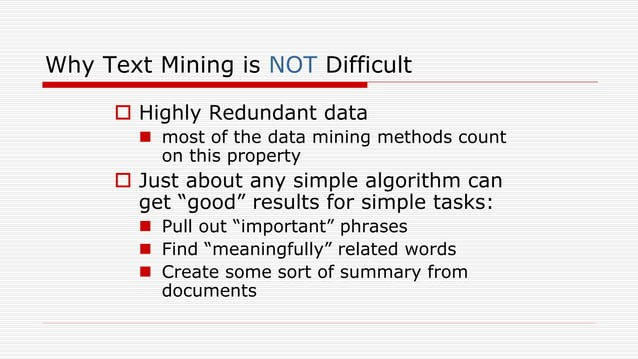 Why Text Mining is NOT Difficult
Highly Redundant data
most of the data mining methods count
on this property
Just about any simple algorithm can
get “good” results for simple tasks:
Pull out “important” phrases
Find “meaningfully” related words
Create some sort of summary from
documents